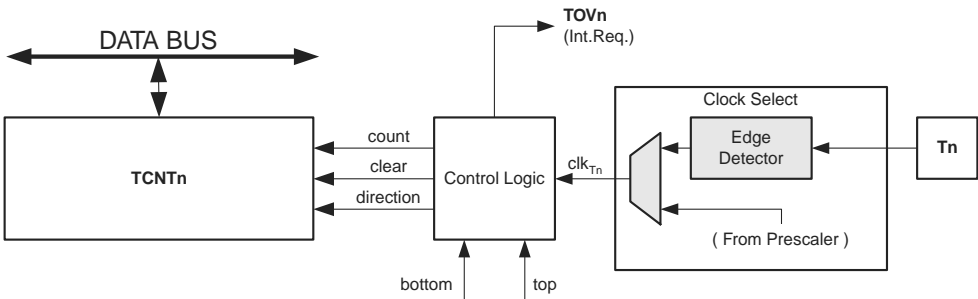 TOVn
(Int.Req.)
DATA BUS
Clock Select
TCNTn
count
clear
direction
Control Logic
clkTn
Edge
Detector
Tn
( From Prescaler )
bottom
top